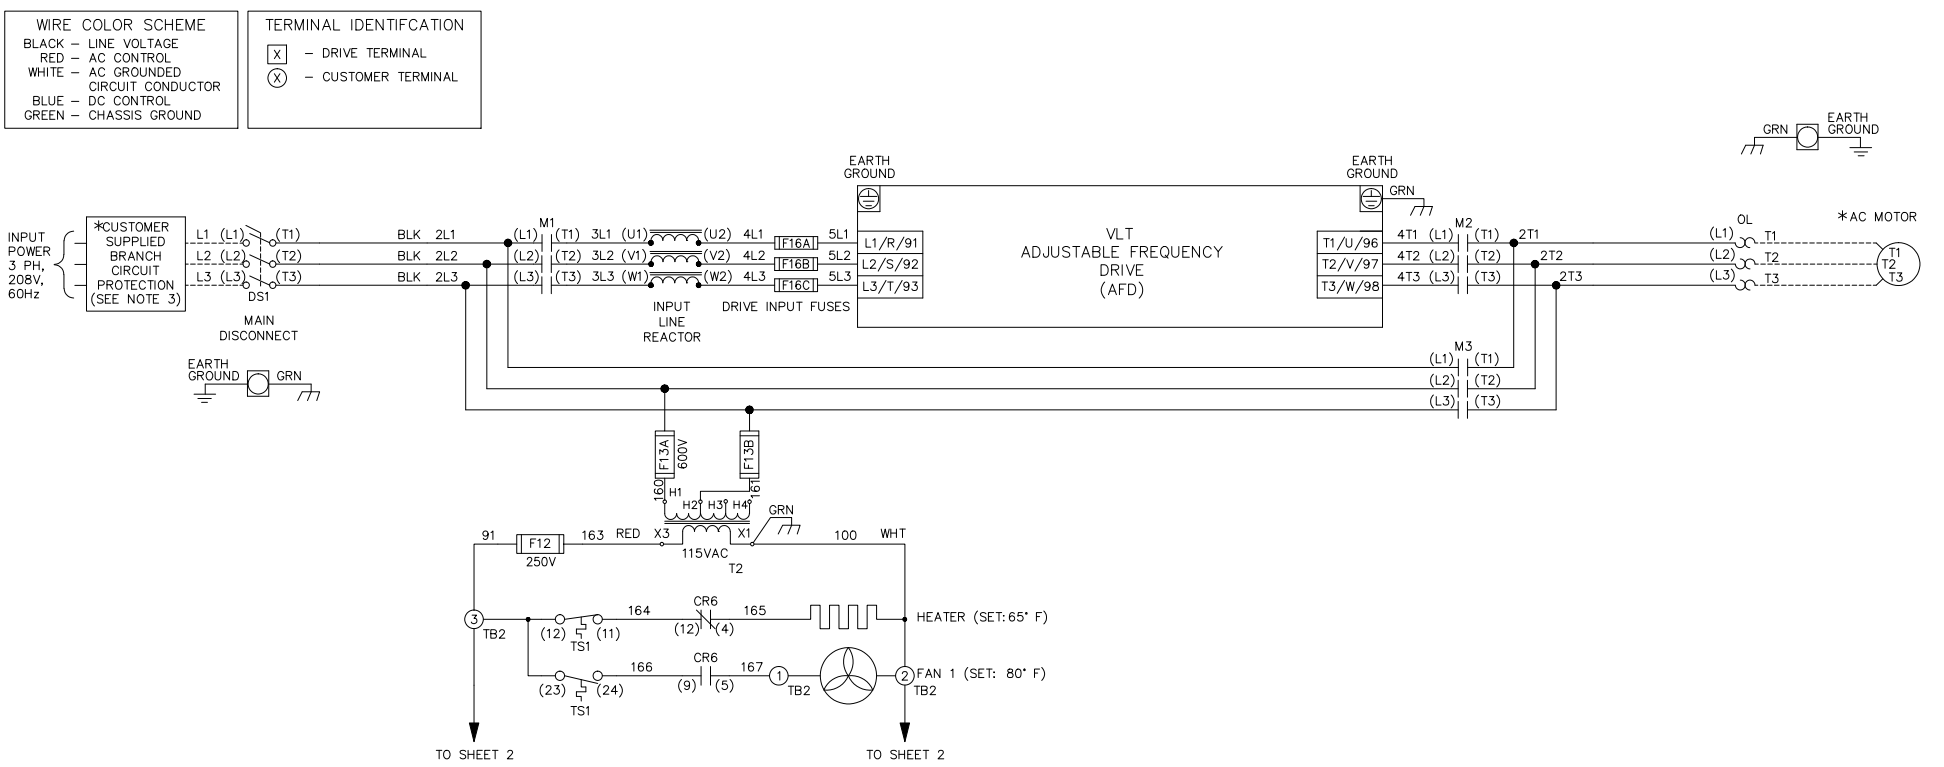 WIRE COLOR SCHEME
BLACK – LINE VOLTAGE
RED – AC CONTROL
WHITE – AC GROUNDED
CIRCUIT CONDUCTOR
BLUE – DC CONTROL
GREEN – CHASSIS GROUND
TERMINAL IDENTIFCATION
X – DRIVE TERMINAL
X – CUSTOMER TERMINAL
GRN
EARTH
GROUND
EARTH
GROUND
EARTH
GROUND
GRN
INPUT
POWER
3 PH,
208V,
60Hz
*CUSTOMER
SUPPLIED
BRANCH
CIRCUIT
PROTECTION
(SEE NOTE 3)
L1 (L1) (T1) BLK 2L1 (L1) M1 (T1) 3L1 (U1) (U2) 4L1 F16A 5L1 L1/R/91
L2 (L2) (T2) BLK 2L2 (L2) (T2) 3L2 (V1) (V2) 4L2 F16B 5L2 L2/S/92
L3 (L3) (T3) BLK 2L3 (L3) (T3) 3L3 (W1) (W2) 4L3 F16C 5L3 L3/T/93
DS1
MAIN
DISCONNECT
INPUT
LINE
REACTOR
DRIVE INPUT FUSES
VLT
ADJUSTABLE FREQUENCY
DRIVE
(AFD)
T1/U/96 4T1 (L1) M2 (T1) 2T1 (L1) OL T1
T2/V/97 4T2 (L2) (T2) 2T2 (L2) T2
T3/W/98 4T3 (L3) (T3) 2T3 (L3) T3
*AC MOTOR
T1
T2
T3
EARTH
GROUND
GRN
M3
(L1) (T1)
(L2) (T2)
(L3) (T3)
F13A
600V
F13B
160
H1
H2 H3 H4
161
GRN
91 F12 163 RED X3 X1 100 WHT
250V
115VAC
T2
3
TB2
(12) (11)
TS1
164
CR6
(12) (4)
165
HEATER (SET:65° F)
(23) (24)
TS1
166
CR6
(9) (5)
167
1
TB2
2
TB2
FAN 1 (SET: 80° F)
TO SHEET 2
TO SHEET 2